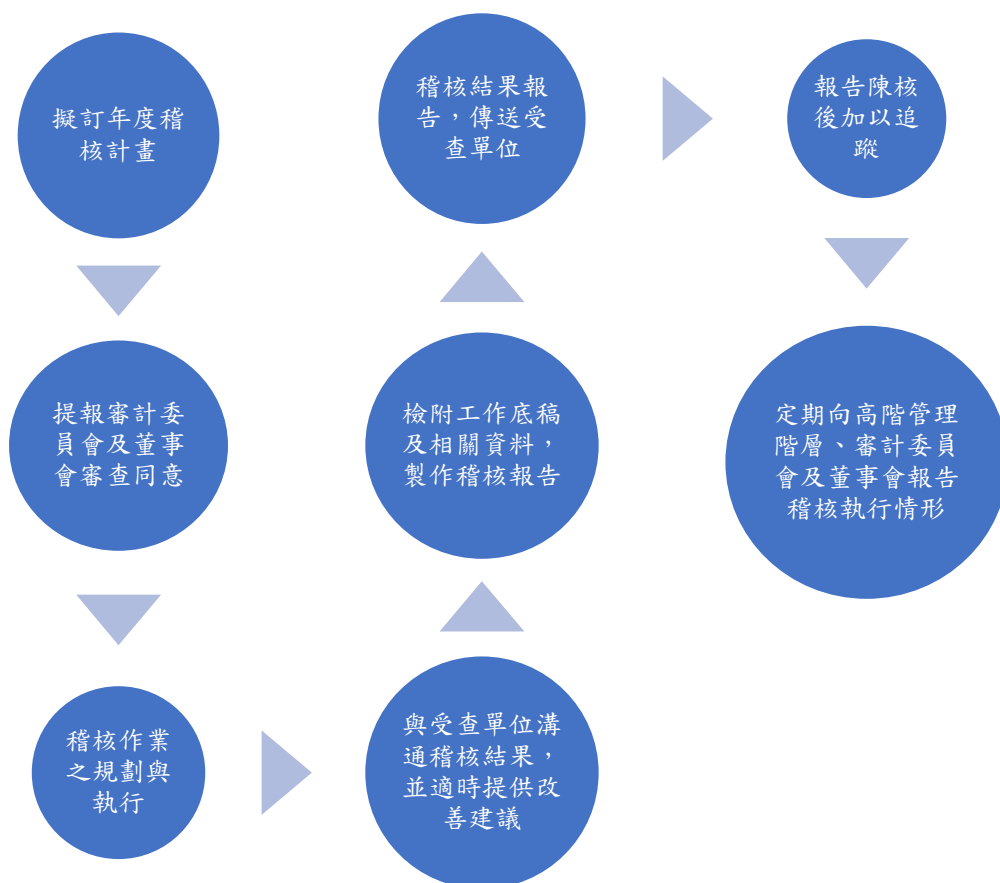 擬訂年度稽
核計畫
提報審計委
員會及董事
會審查同意
稽核作業
之規劃與
執行
與受查單位溝
通稽核結果，
並適時提供改
善建議
檢附工作底稿
及相關資料，
製作稽核報告
稽核結果報
告，傳送受
查單位
報告陳核
後加以追
蹤
定期向高階管理
階層、審計委員
會及董事會報告
稽核執行情形